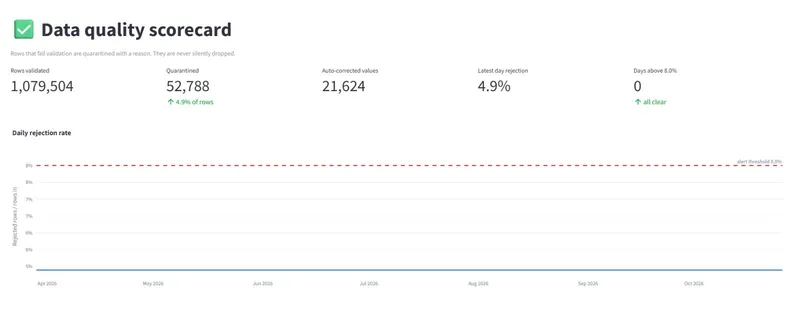 Data quality scorecard
Rows that fail validation are quarantined with a reason. They are never silently dropped.
Rows validated
Quarantined
Auto-corrected values
Latest day rejection
Days above 8.0%
1,079,504
52,788
21,624
4.9%
0
↑ 4.9% of rows
↑ all clear
Daily rejection rate
alert threshold 8.0%
8%
8%
7%
7%
6%
6%
5%
Rejected rows / rows in
Apr 2026
May 2026
Jun 2026
Jul 2026
Aug 2026
Sep 2026
Oct 2026